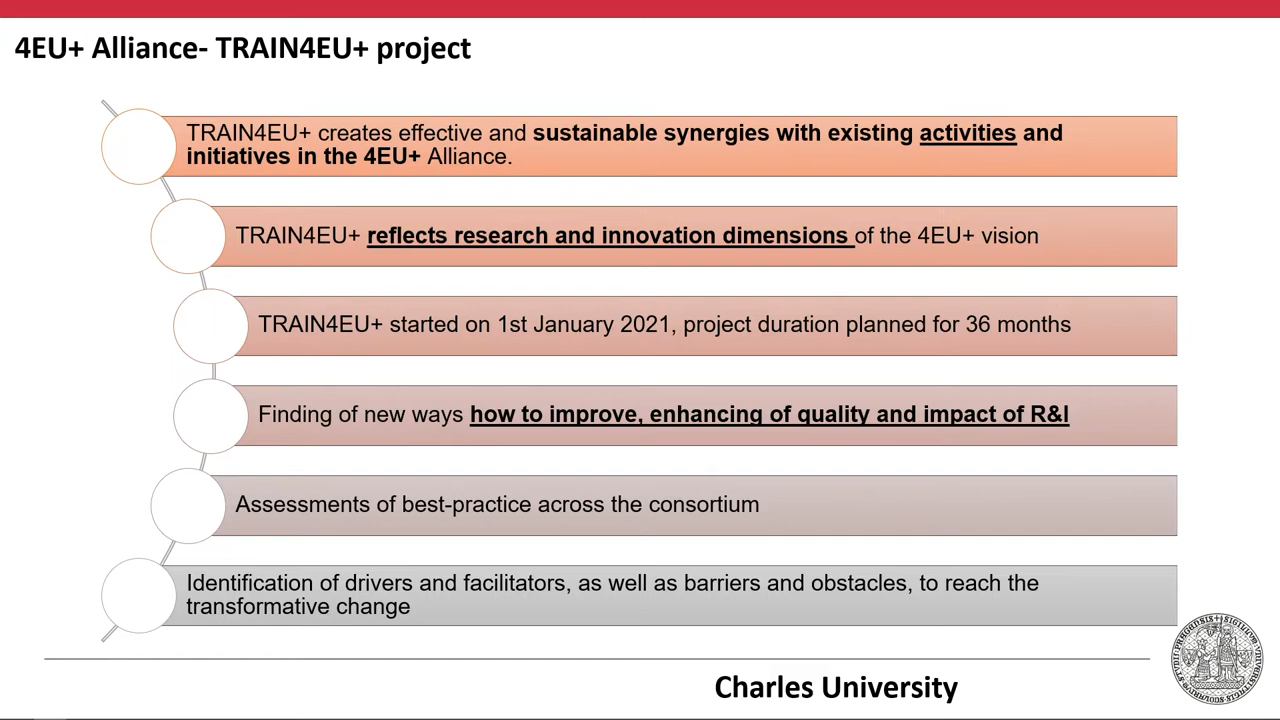 4EU+ Alliance- TRAIN4EU+ project
TRAIN4EU+ creates effective and sustainable synergies with existing activities and
initiatives in the 4EU+ Alliance.
TRAIN4EU+ reflects research and innovation dimensions of the 4EU+ vision
TRAIN4EU+ started on 1st January 2021, project duration planned for 36 months
Finding of new ways how to improve, enhancing of quality and impact of R&I
Assessments of best-practice across the consortium
Identification of drivers and facilitators, as well as barriers and obstacles, to reach the
transformative change
Charles University